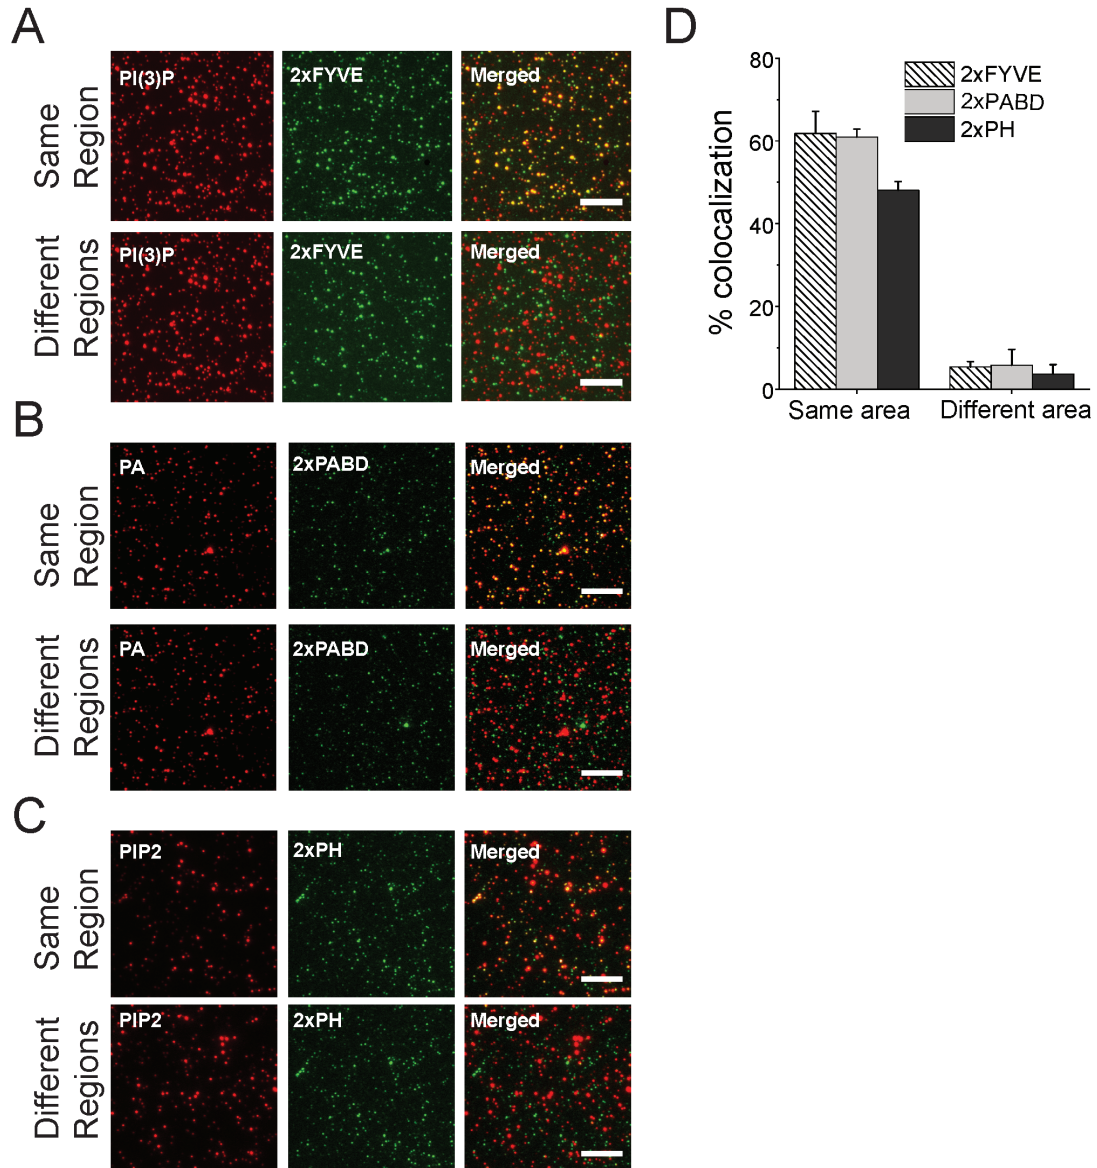 A
Same
Region
PI(3)P
2xFYVE
Merged
Different
Regions
PI(3)P
2xFYVE
Merged
B
Same
Region
PA
2xPABD
Merged
Different
Regions
PA
2xPABD
Merged
C
Same
Region
PIP2
2xPH
Merged
Different
Regions
PIP2
2xPH
Merged
D
% colocalization
80
60
40
20
0
2xFYVE
2xPABD
2xPH
Same area
Different area